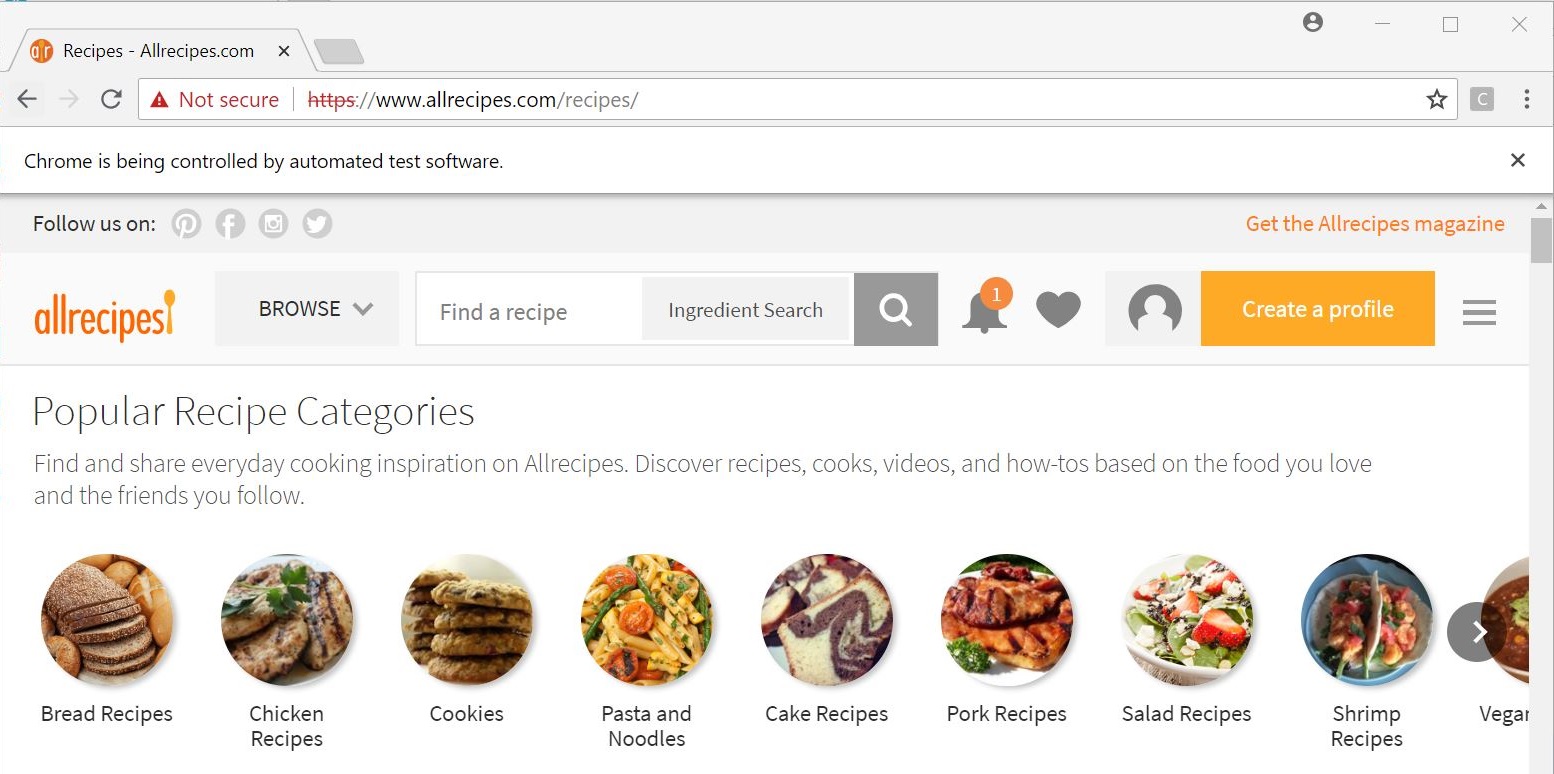 Recipes - Allrecipes.com
Not secure https://www.allrecipes.com/recipes/
C
Chrome is being controlled by automated test software.
Follow us on:
Get the Allrecipes magazine
allrecipes
BROWSE
Find a recipe
Ingredient Search
1
Create a profile
Popular Recipe Categories
Find and share everyday cooking inspiration on Allrecipes. Discover recipes, cooks, videos, and how-tos based on the food you love
and the friends you follow.
Bread Recipes
Chicken
Recipes
Cookies
Pasta and
Noodles
Cake Recipes
Pork Recipes
Salad Recipes
Shrimp
Recipes
Vegan